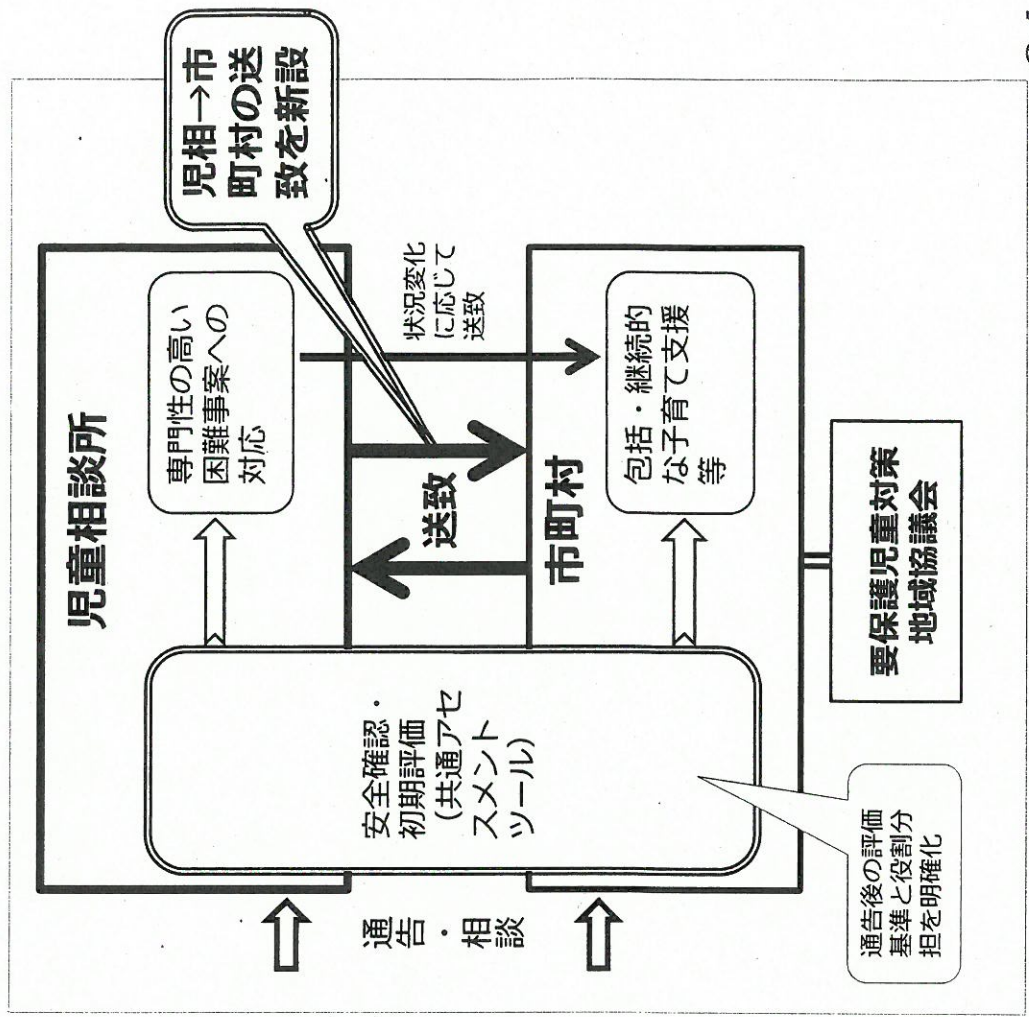 児童相談所
専門性の高い
困難事案への
対応
児相→市
町村の送
致を新設
安全確認・
初期評価
(共通アセ
スメント
ツール)
通告・相談
送致
状況変化
に応じて
送致
市町村
包括・継続的
な子育て支援
等
通告後の評価
基準と役割分
担を明確化
要保護児童対策
地域協議会